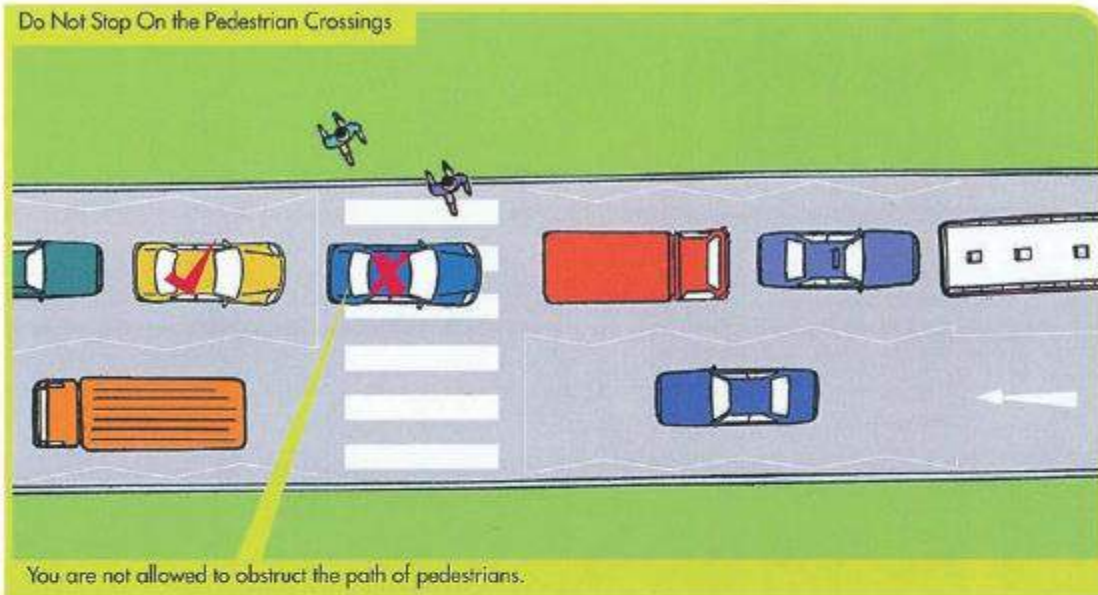 Do Not Stop On the Pedestrian Crossings
You are not allowed to obstruct the path of pedestrians.